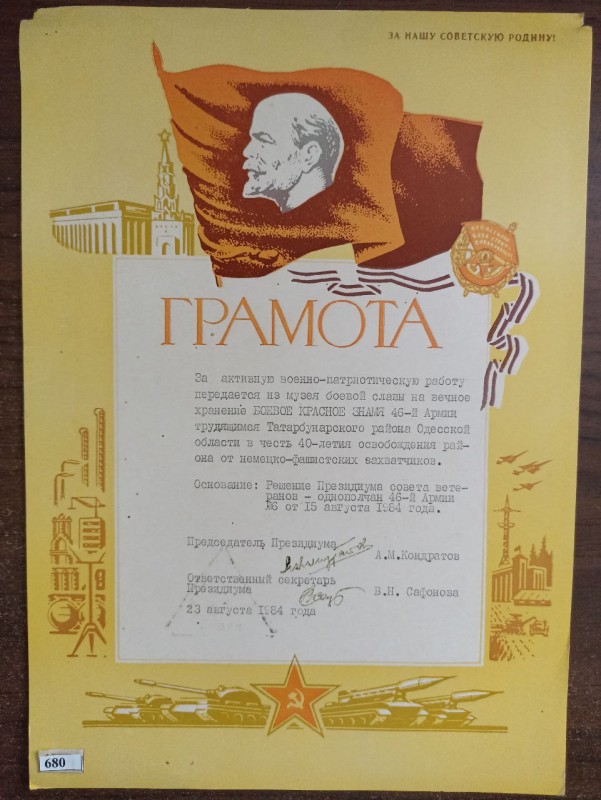 ЗА НАШУ СОВЕТСКУЮ РОДИНУ!
ГРАМОТА
За активную военно-патриотическую работу
передается из музея боевой славы на вечное
хранение БОЕВОЕ КРАСНОЕ ЗНАМЯ 46-й Армии
трудящимся Татарбунарского района Одесской
области в честь 40-летия освобождения рай-
она от немецко-фашистских захватчиков.
Основание: Решение Президиума совета вете-
ранов - однополчан 46-й Армии
№6 от 15 августа 1984 года.
Председатель Президиума
А.М.Кондратов
Ответственный секретарь
Президиума
В.Н. Сафонова
23 августа 1984 года
680